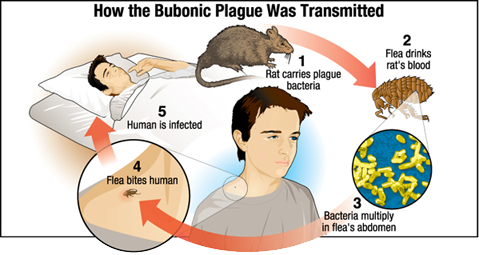 How the Bubonic Plague Was Transmitted
1
Rat carries plague
bacteria
2
Flea drinks
rat's blood
3
Bacteria multiply
in flea's abdomen
4
Flea bites human
5
Human is infected